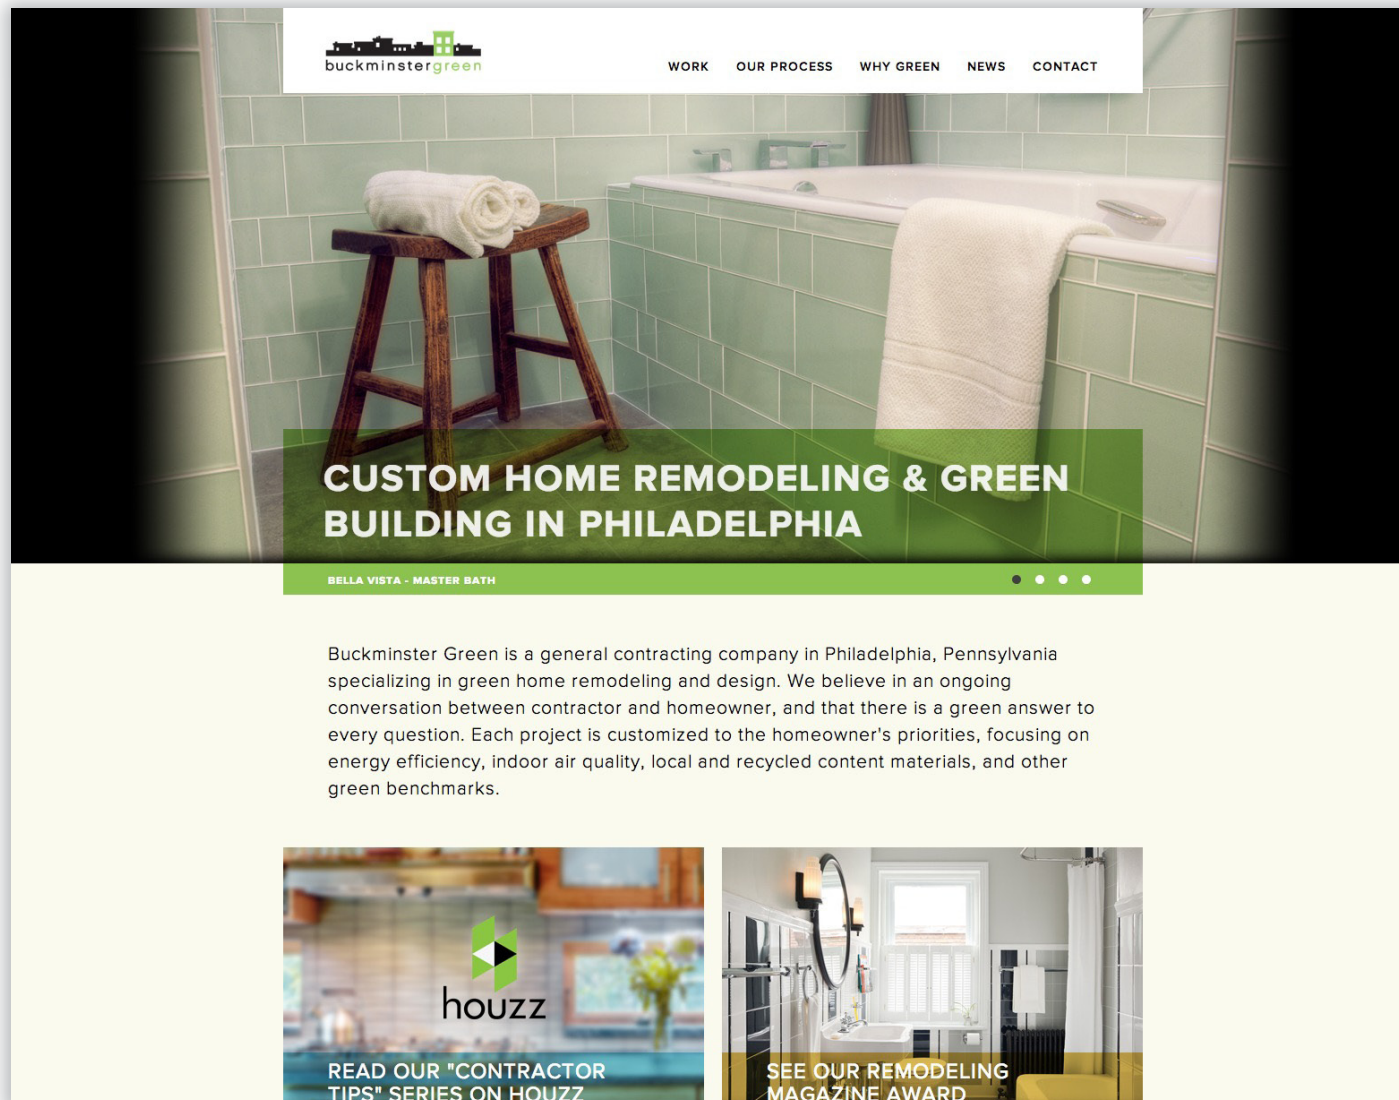 buckminstergreen
WORK OUR PROCESS WHY GREEN NEWS CONTACT
CUSTOM HOME REMODELING & GREEN
BUILDING IN PHILADELPHIA
BELLA VISTA - MASTER BATH
Buckminster Green is a general contracting company in Philadelphia, Pennsylvania
specializing in green home remodeling and design. We believe in an ongoing
conversation between contractor and homeowner, and that there is a green answer to
every question. Each project is customized to the homeowner's priorities, focusing on
energy efficiency, indoor air quality, local and recycled content materials, and other
green benchmarks.
houzz
READ OUR "CONTRACTOR
TIPS" SERIES ON HOUZZ
SEE OUR REMODELING
MAGAZINE AWARD